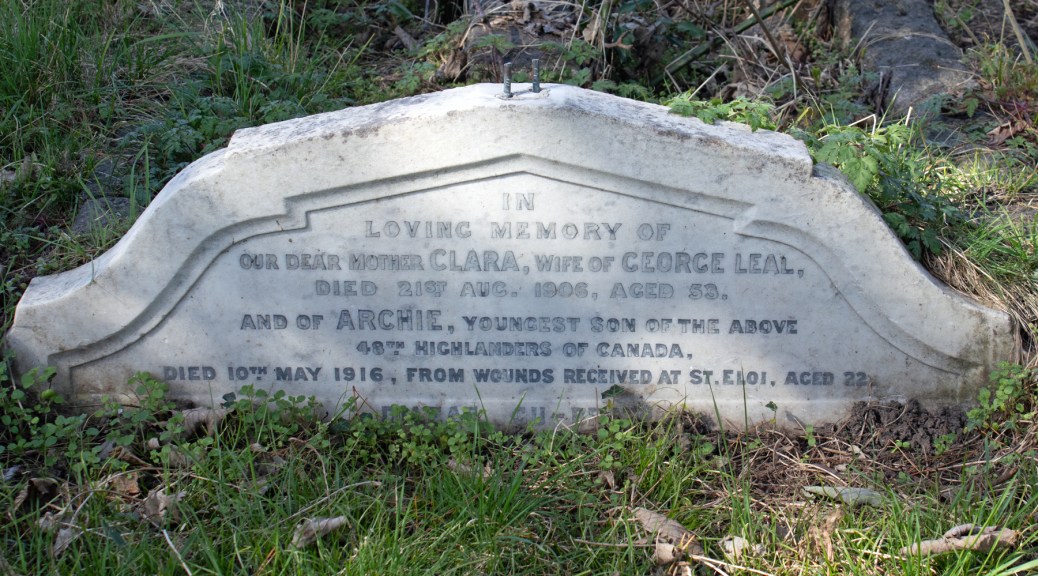 IN
LOVING MEMORY OF
OUR DEAR MOTHER CLARA, WIFE OF GEORGE LEAL,
DIED 21ST AUG. 1906, AGED 53.
AND OF ARCHIE, YOUNGEST SON OF THE ABOVE
48TH HIGHLANDERS OF CANADA,
DIED 10TH MAY 1916, FROM WOUNDS RECEIVED AT ST. ELOI, AGED 22